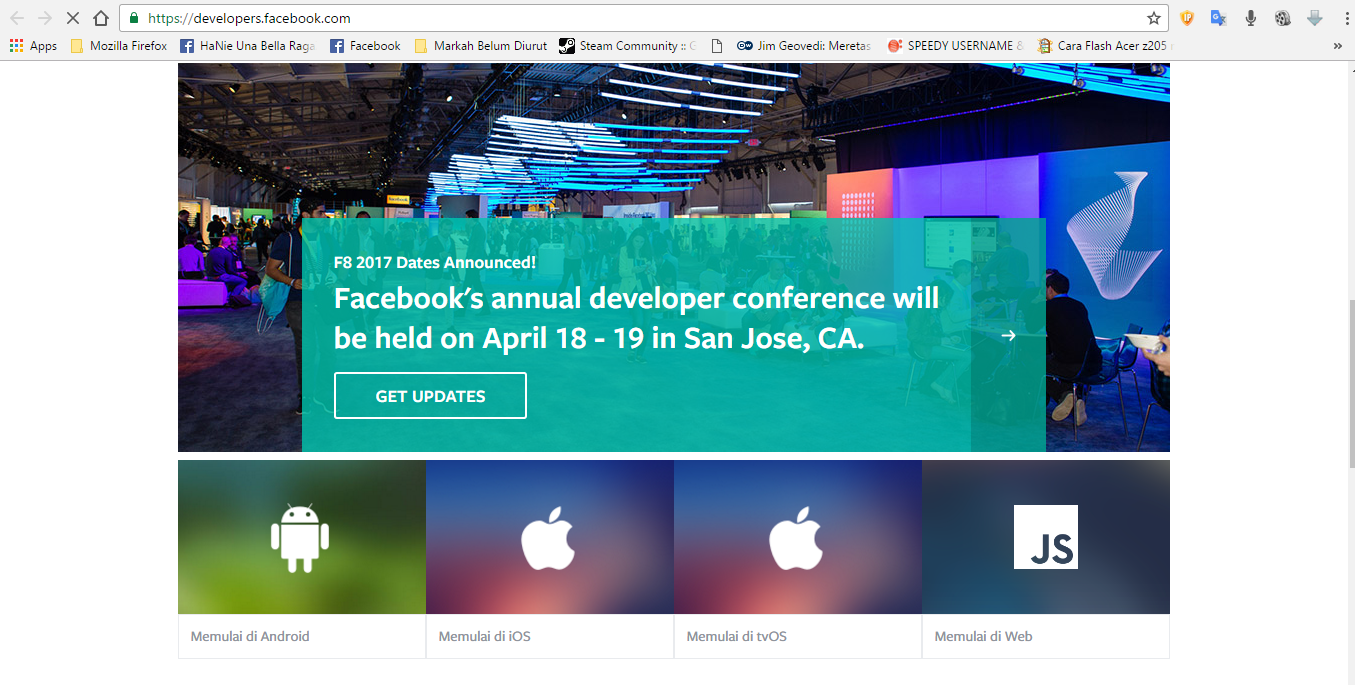 https://developers.facebook.com
Apps
Mozilla Firefox
HaNie Una Bella Raga
Facebook
Markah Belum Diurut
Steam Community ::
Jim Geovedi: Meretas
SPEEDY USERNAME &
Cara Flash Acer z205
»
F8 2017 Dates Announced!
Facebook's annual developer conference will
be held on April 18 - 19 in San Jose, CA.
GET UPDATES
JS
Memulai di Android
Memulai di iOS
Memulai di tvOS
Memulai di Web